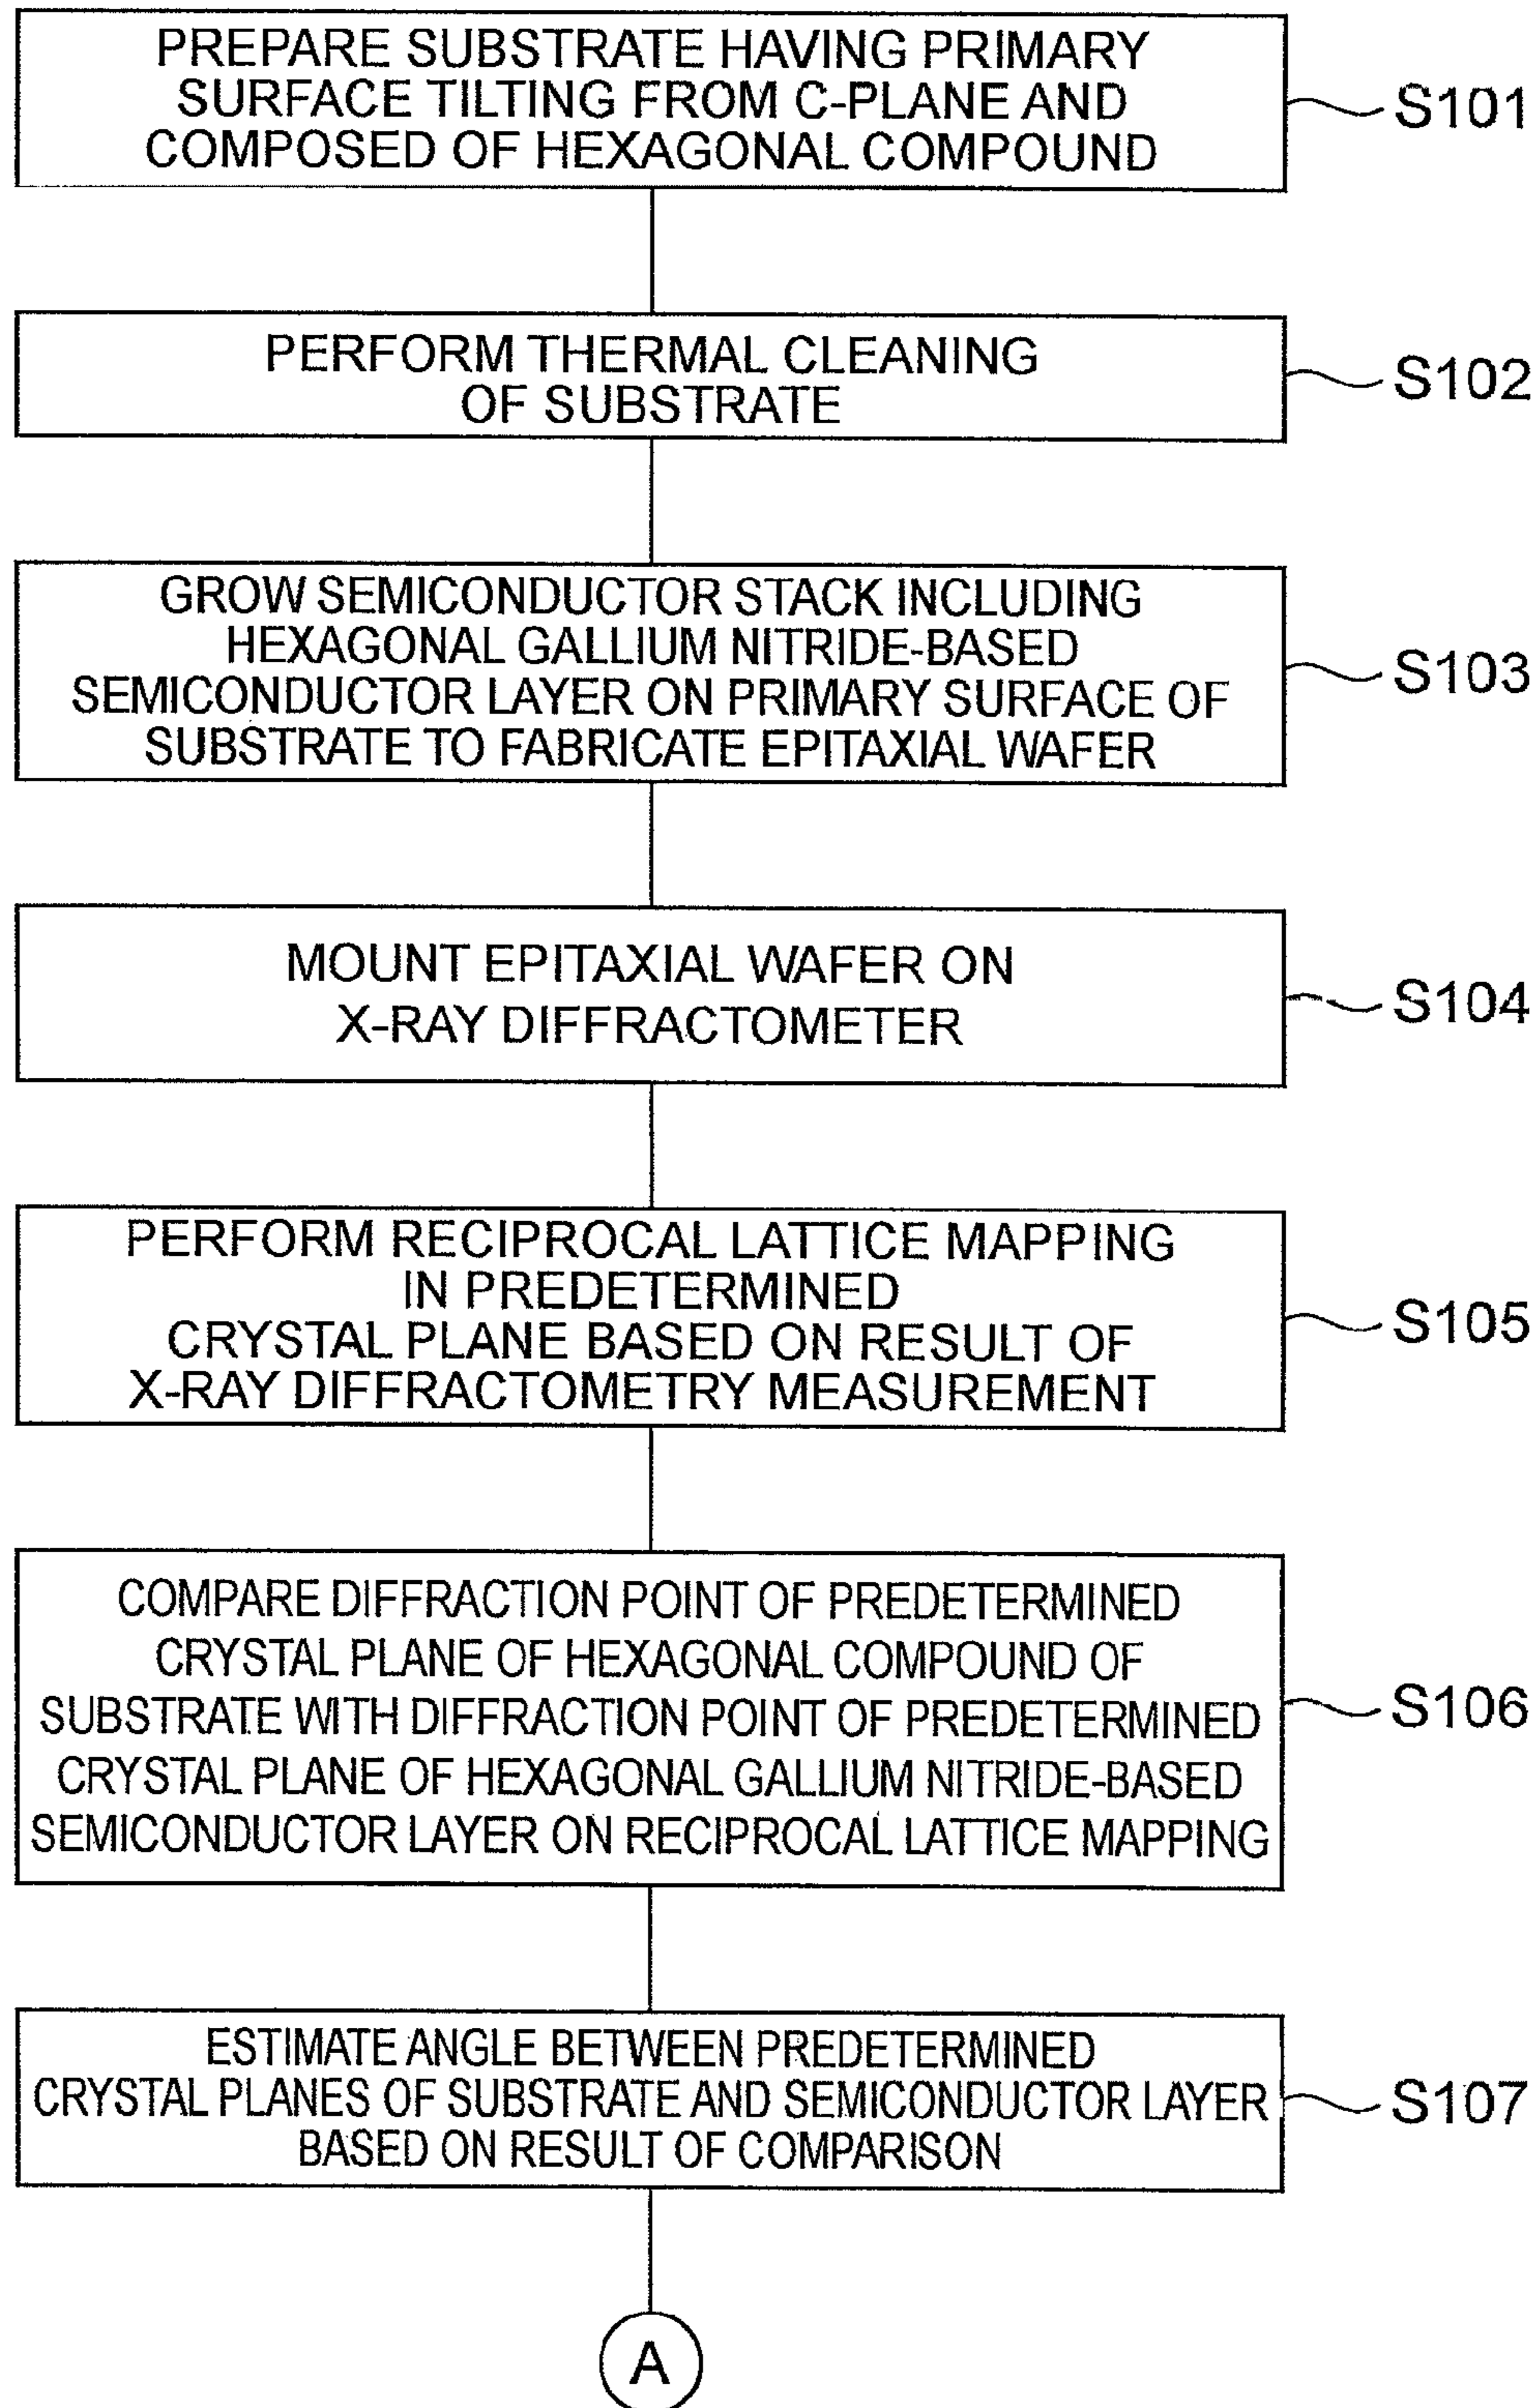 PREPARE SUBSTRATE HAVING PRIMARY
SURFACE TILTING FROM C-PLANE AND
COMPOSED OF HEXAGONAL COMPOUND
S101
PERFORM THERMAL CLEANING
OF SUBSTRATE
S102
GROW SEMICONDUCTOR STACK INCLUDING
HEXAGONAL GALLIUM NITRIDE-BASED
SEMICONDUCTOR LAYER ON PRIMARY SURFACE OF
SUBSTRATE TO FABRICATE EPITAXIAL WAFER
S103
MOUNT EPITAXIAL WAFER ON
X-RAY DIFFRACTOMETER
S104
PERFORM RECIPROCAL LATTICE MAPPING
IN PREDETERMINED
CRYSTAL PLANE BASED ON RESULT OF
X-RAY DIFFRACTOMETRY MEASUREMENT
S105
COMPARE DIFFRACTION POINT OF PREDETERMINED
CRYSTAL PLANE OF HEXAGONAL COMPOUND OF
SUBSTRATE WITH DIFFRACTION POINT OF PREDETERMINED
CRYSTAL PLANE OF HEXAGONAL GALLIUM NITRIDE-BASED
SEMICONDUCTOR LAYER ON RECIPROCAL LATTICE MAPPING
S106
ESTIMATE ANGLE BETWEEN PREDETERMINED
CRYSTAL PLANES OF SUBSTRATE AND SEMICONDUCTOR LAYER
BASED ON RESULT OF COMPARISON
S107
A